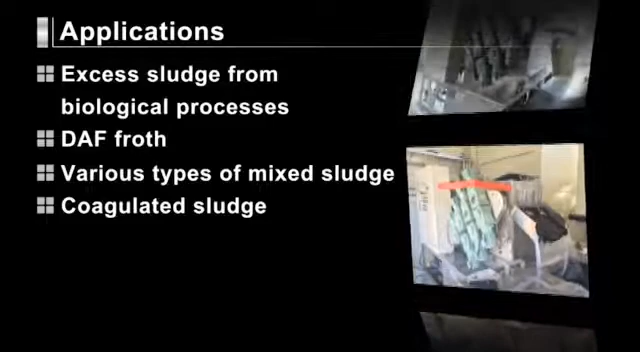 Applications
Excess sludge from
biological processes
DAF froth
Various types of mixed sludge
Coagulated sludge